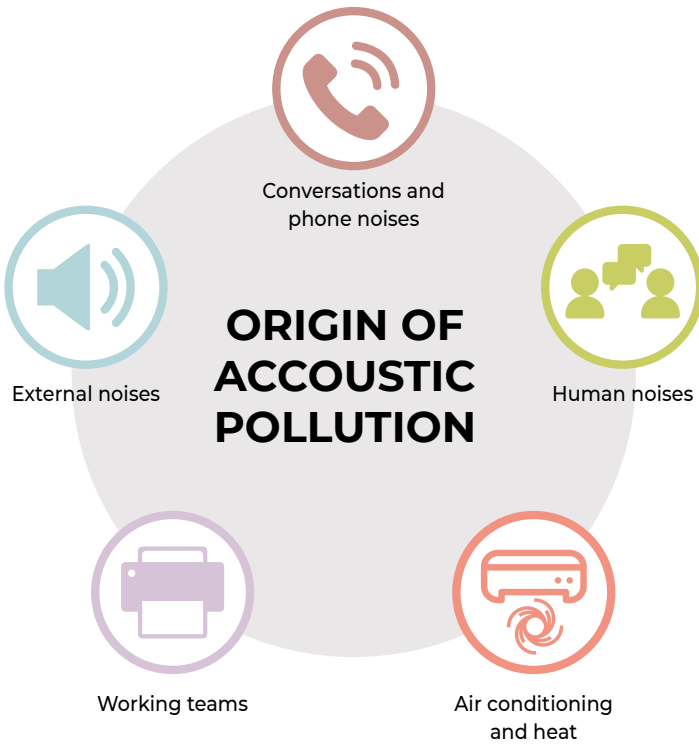 Conversations and
phone noises
External noises
Human noises
ORIGIN OF
ACCOUSTIC
POLLUTION
Working teams
Air conditioning
and heat